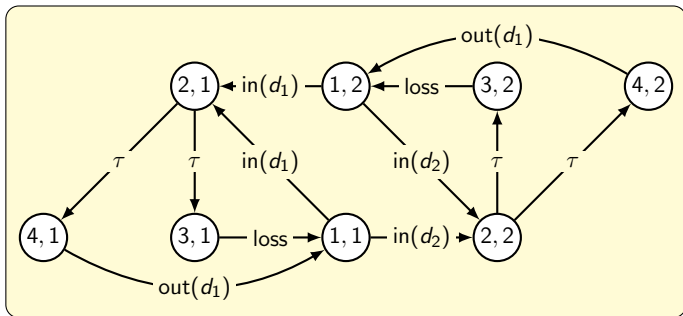 out(d₁)
2, 1 in(d₁) 1, 2 loss 3, 2 4, 2
τ τ in(d₁) in(d₂) τ τ
4, 1 3, 1 loss 1, 1 in(d₂) 2, 2
out(d₁)